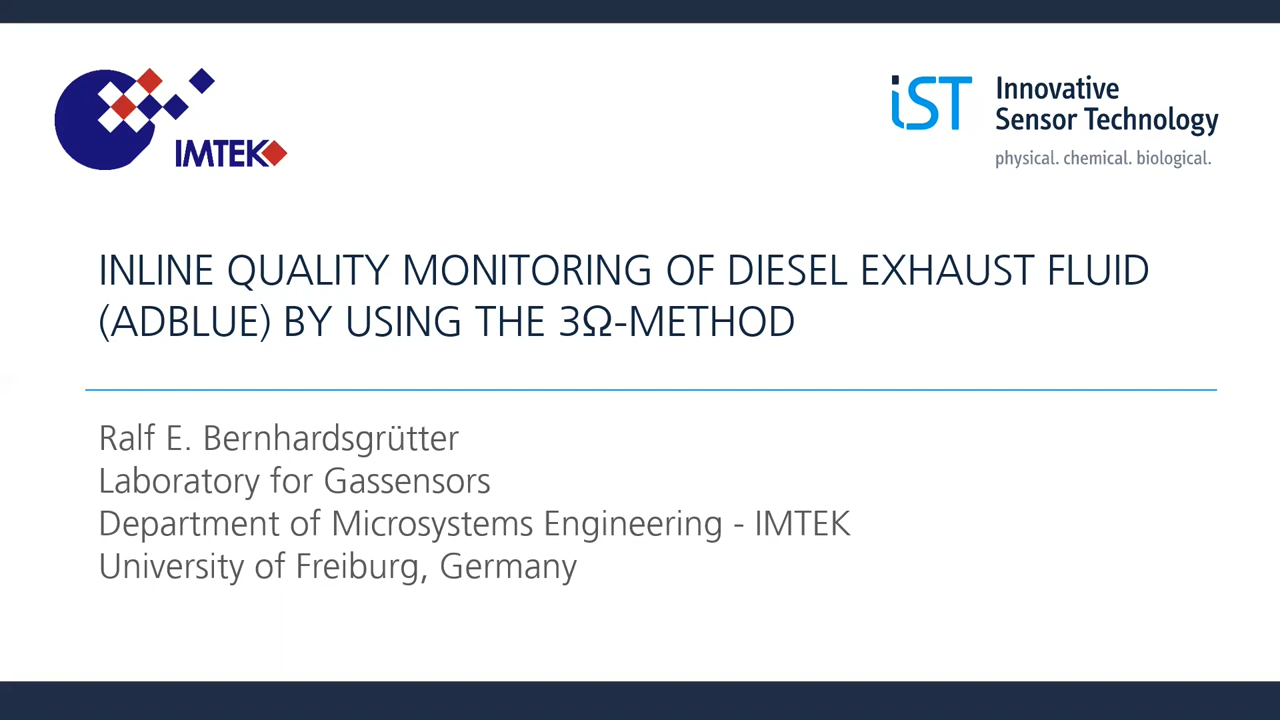 IMTEK
iST
Innovative
Sensor Technology
physical. chemical. biological.
INLINE QUALITY MONITORING OF DIESEL EXHAUST FLUID
(ADBLUE) BY USING THE 3Ω-METHOD
Ralf E. Bernhardsgrütter
Laboratory for Gassensors
Department of Microsystems Engineering - IMTEK
University of Freiburg, Germany